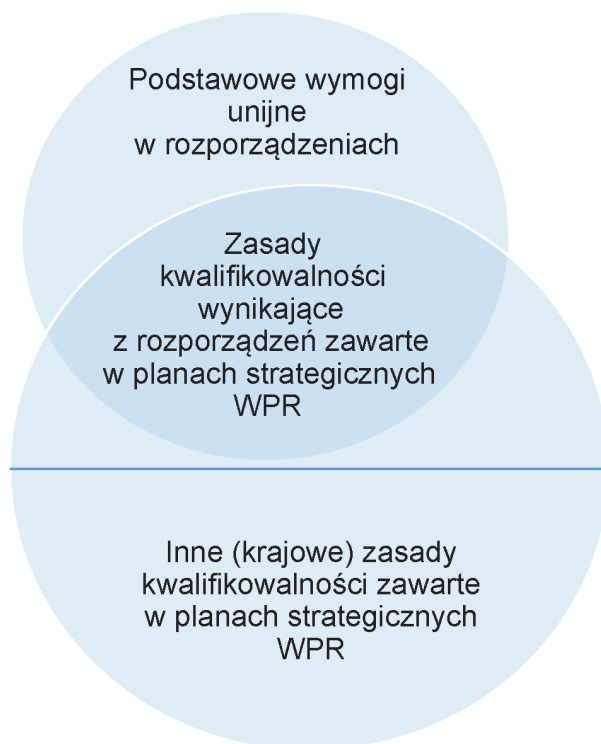 Podstawowe wymogi
unijne
w rozporządzeniach
Zasady
kwalifikowalności
wynikające
z rozporządzeń zawarte
w planach strategicznych
WPR
Inne (krajowe) zasady
kwalifikowalności zawarte
w planach strategicznych
WPR